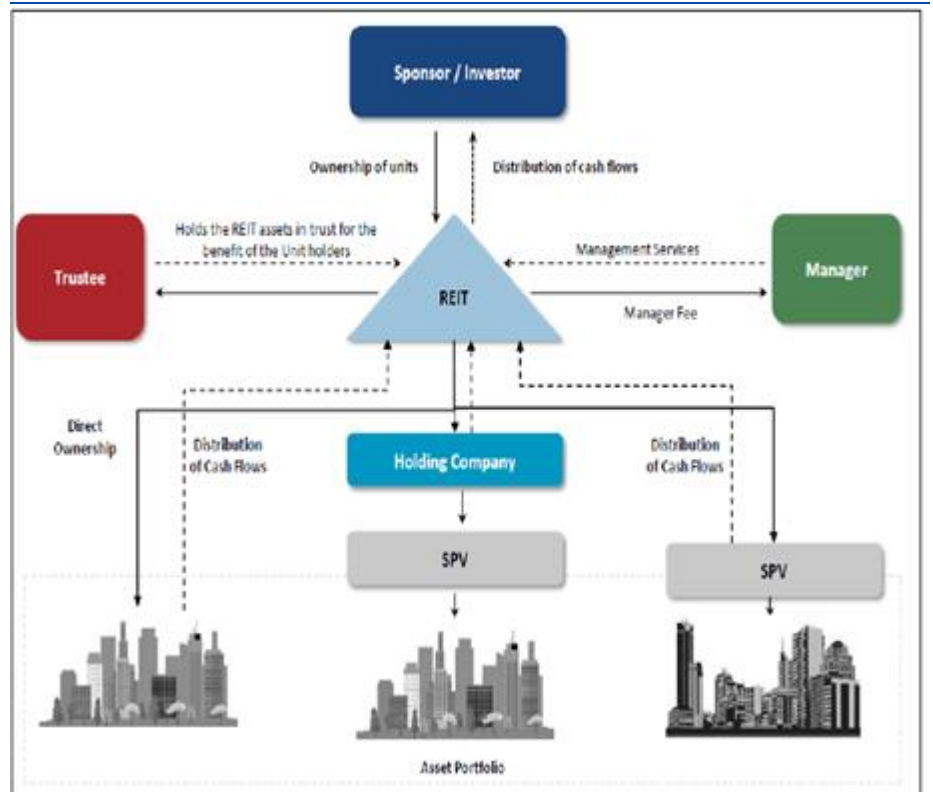 Sponsor / Investor
Ownership of units
Distribution of cash flows
Holds the REIT assets in trust for the
benefit of the Unit holders
Management Services
Trustee
REIT
Manager
Manager Fee
Direct
Ownership
Distribution
of Cash Flows
Holding Company
Distribution
of Cash Flows
SPV
SPV
Asset Portfolio